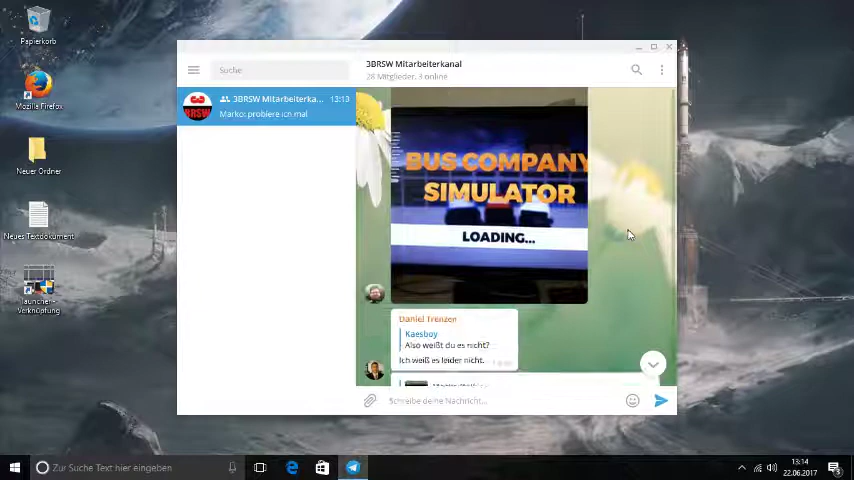 Papierkorb
Mozilla Firefox
Neuer Ordner
Neues Textdokument
launcher -
Verknüpfung
Suche
3BRSW Mitarbeiterkanal
28 Mitglieder, 3 online
3BRSW Mitarbeiterka... 13:13
Marko: probiere ich mal
BRSW
BUS COMPANY
SIMULATOR
LOADING...
Daniel Trenzen
Kaesboy
Also weißt du es nicht?
Ich weiß es leider nicht.
Schreibe deine Nachricht...
Zur Suche Text hier eingeben
13:14
22.06.2017